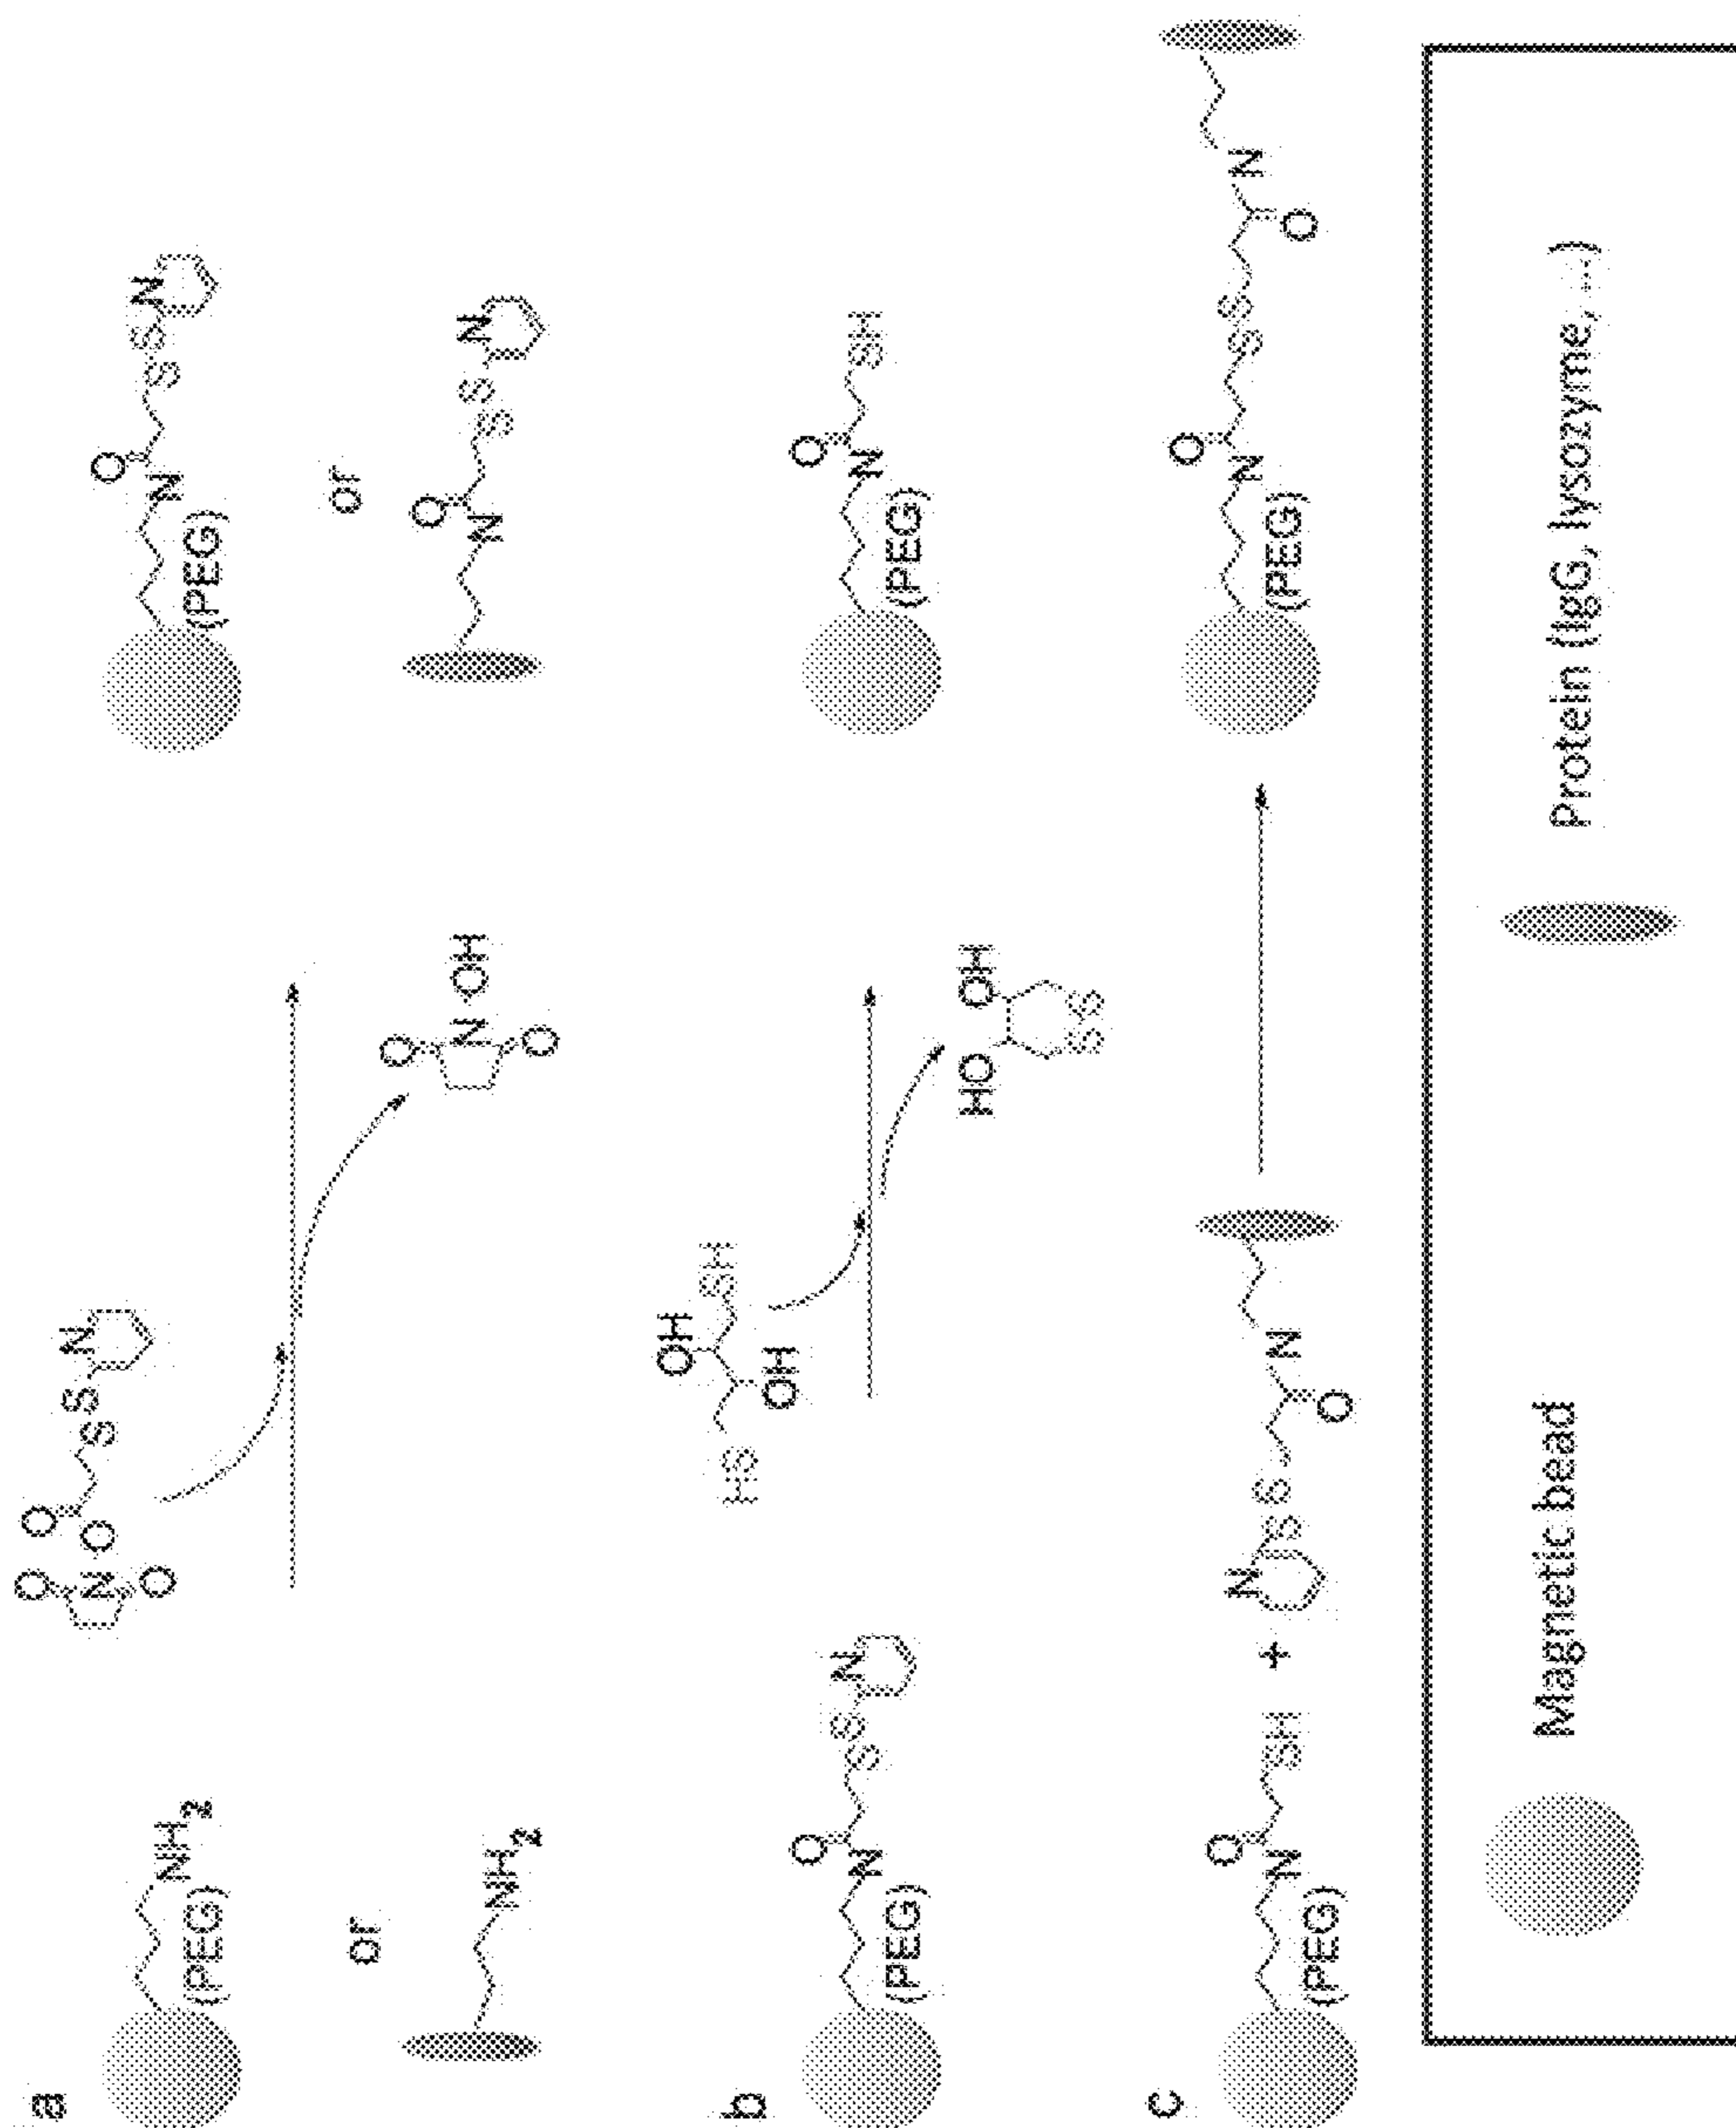 a
NH₂
(PEG)
or
NH₂
O
O
N
O
O
S
S
N
O
N
OH
O
O
N
S
S
N
(PEG)
or
O
N
S
S
N
b
O
N
S
S
N
(PEG)
HS
OH
OH
SH
HO
OH
S
S
O
N
SH
(PEG)
c
O
N
SH
(PEG)
+
N
S
S
O
N
O
N
S
S
O
N
(PEG)
Magnetic bead
Protein (IgG, lysozyme, ...)